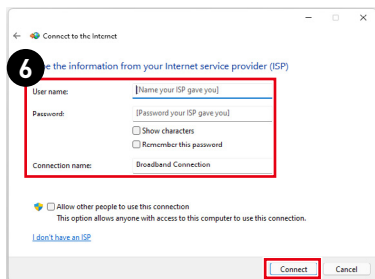 Connect to the Internet
6
e the information from your Internet service provider (ISP)
User name:
[Name your ISP gave you]
Password:
[Password your ISP gave you]
Show characters
Remember this password
Connection name:
Broadband Connection
Allow other people to use this connection
This option allows anyone with access to this computer to use this connection.
I don't have an ISP
Connect
Cancel